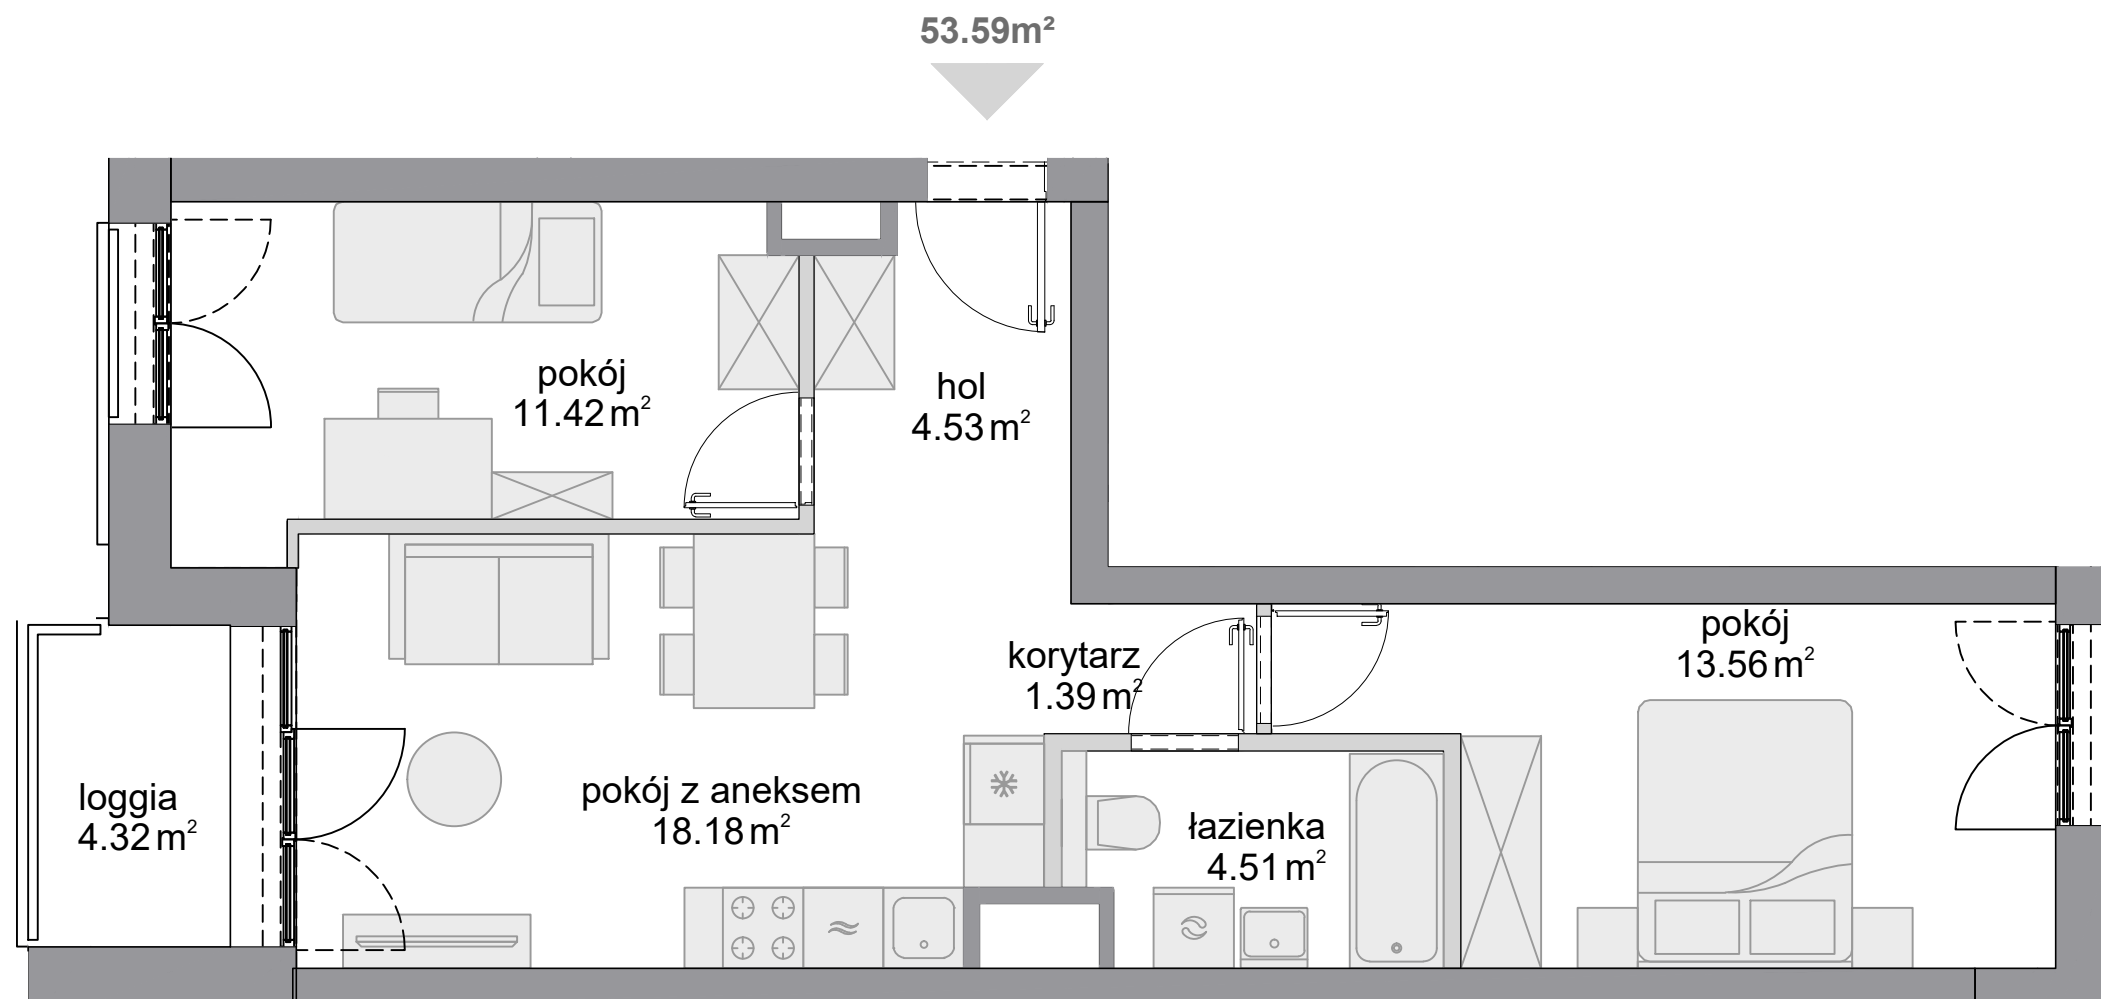 53.59m²
pokój
11.42 m²
hol
4.53 m²
korytarz
1.39 m²
pokój
13.56 m²
loggia
4.32 m²
pokój z aneksem
18.18 m²
łazienka
4.51 m²